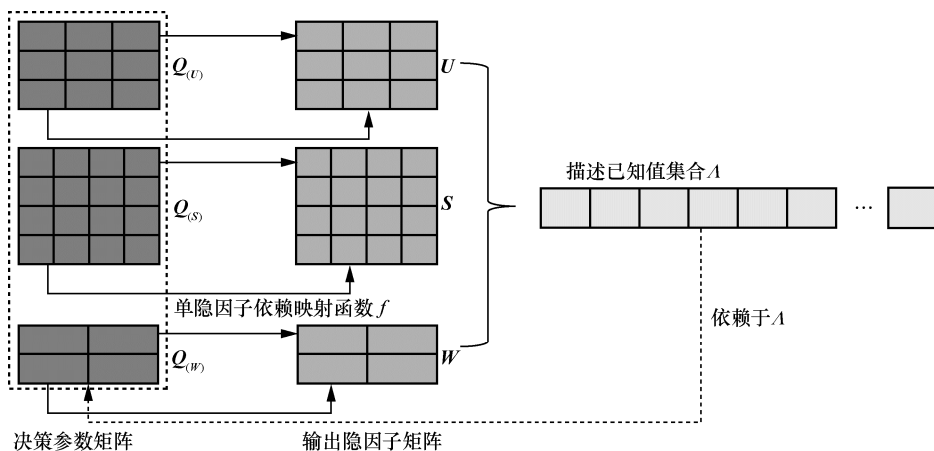 Q(U)
U
描述已知值集合Λ
Q(S)
S
…
单隐因子依赖映射函数 f
依赖于Λ
Q(W)
W
决策参数矩阵
输出隐因子矩阵